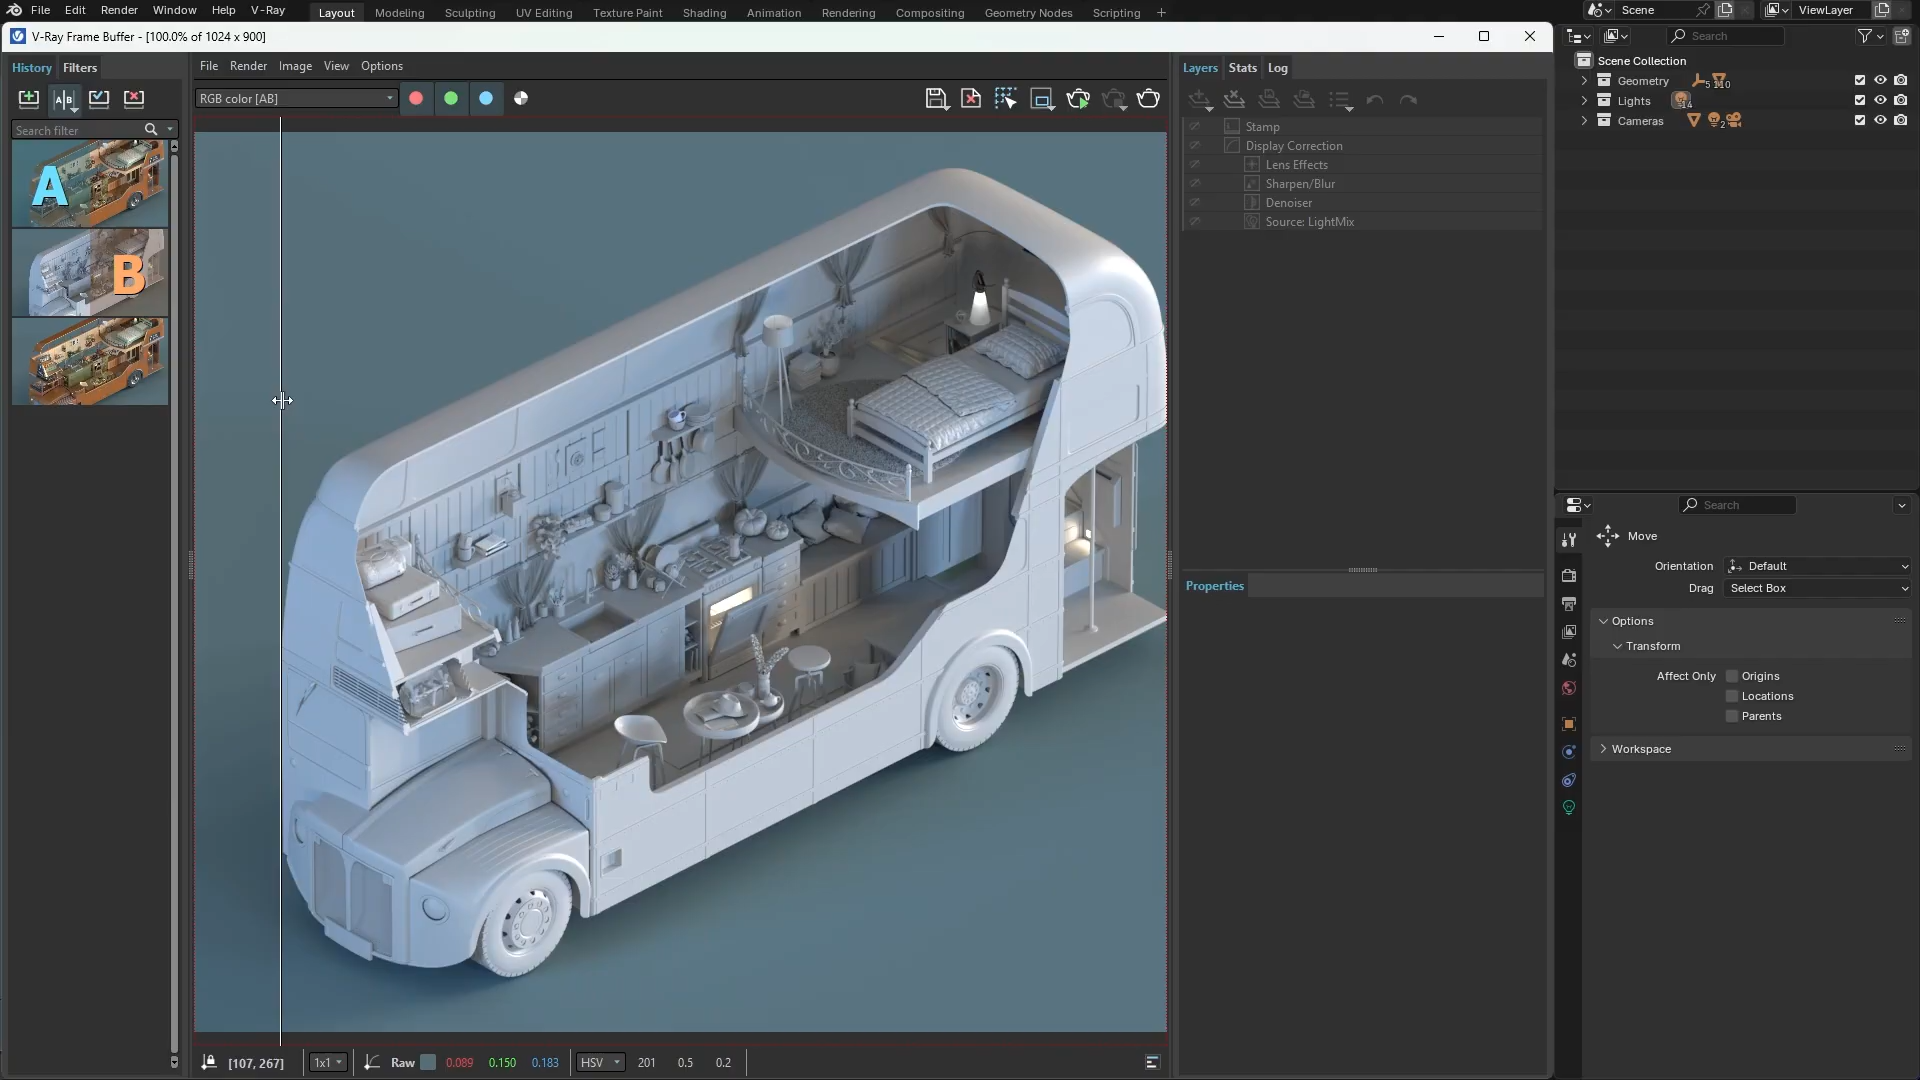 File Edit Render Window Help V-Ray
Layout Modeling Sculpting UV Editing Texture Paint Shading Animation Rendering Compositing Geometry Nodes Scripting +
Scene
ViewLayer
V-Ray Frame Buffer - [100.0% of 1024 x 900]
Search
History Filters
File Render Image View Options
Layers Stats Log
Scene Collection
Geometry 5 110
Lights 14
Cameras 2
RGB color [AB]
A|B
Search filter
A
B
Stamp
Display Correction
Lens Effects
Sharpen/Blur
Denoiser
Source: LightMix
Properties
Search
Move
Orientation Default
Drag Select Box
Options
Transform
Affect Only Origins
Locations
Parents
Workspace
[107, 267] 1x1 Raw 0.089 0.150 0.183 HSV 201 0.5 0.2